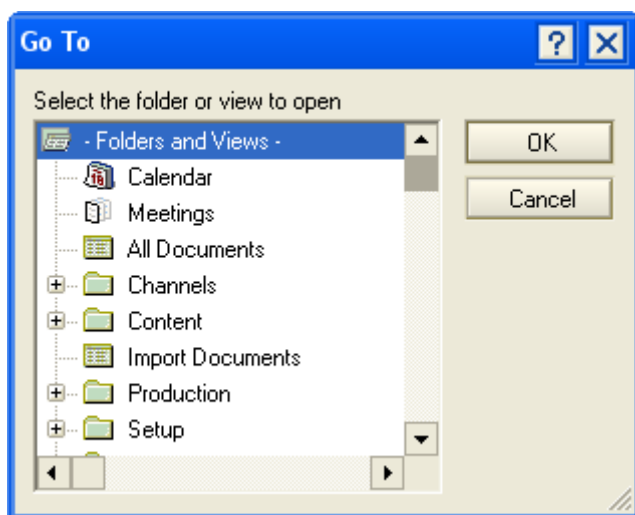 Go To
Select the folder or view to open
- Folders and Views -
OK
Calendar
Cancel
Meetings
All Documents
Channels
Content
Import Documents
Production
Setup